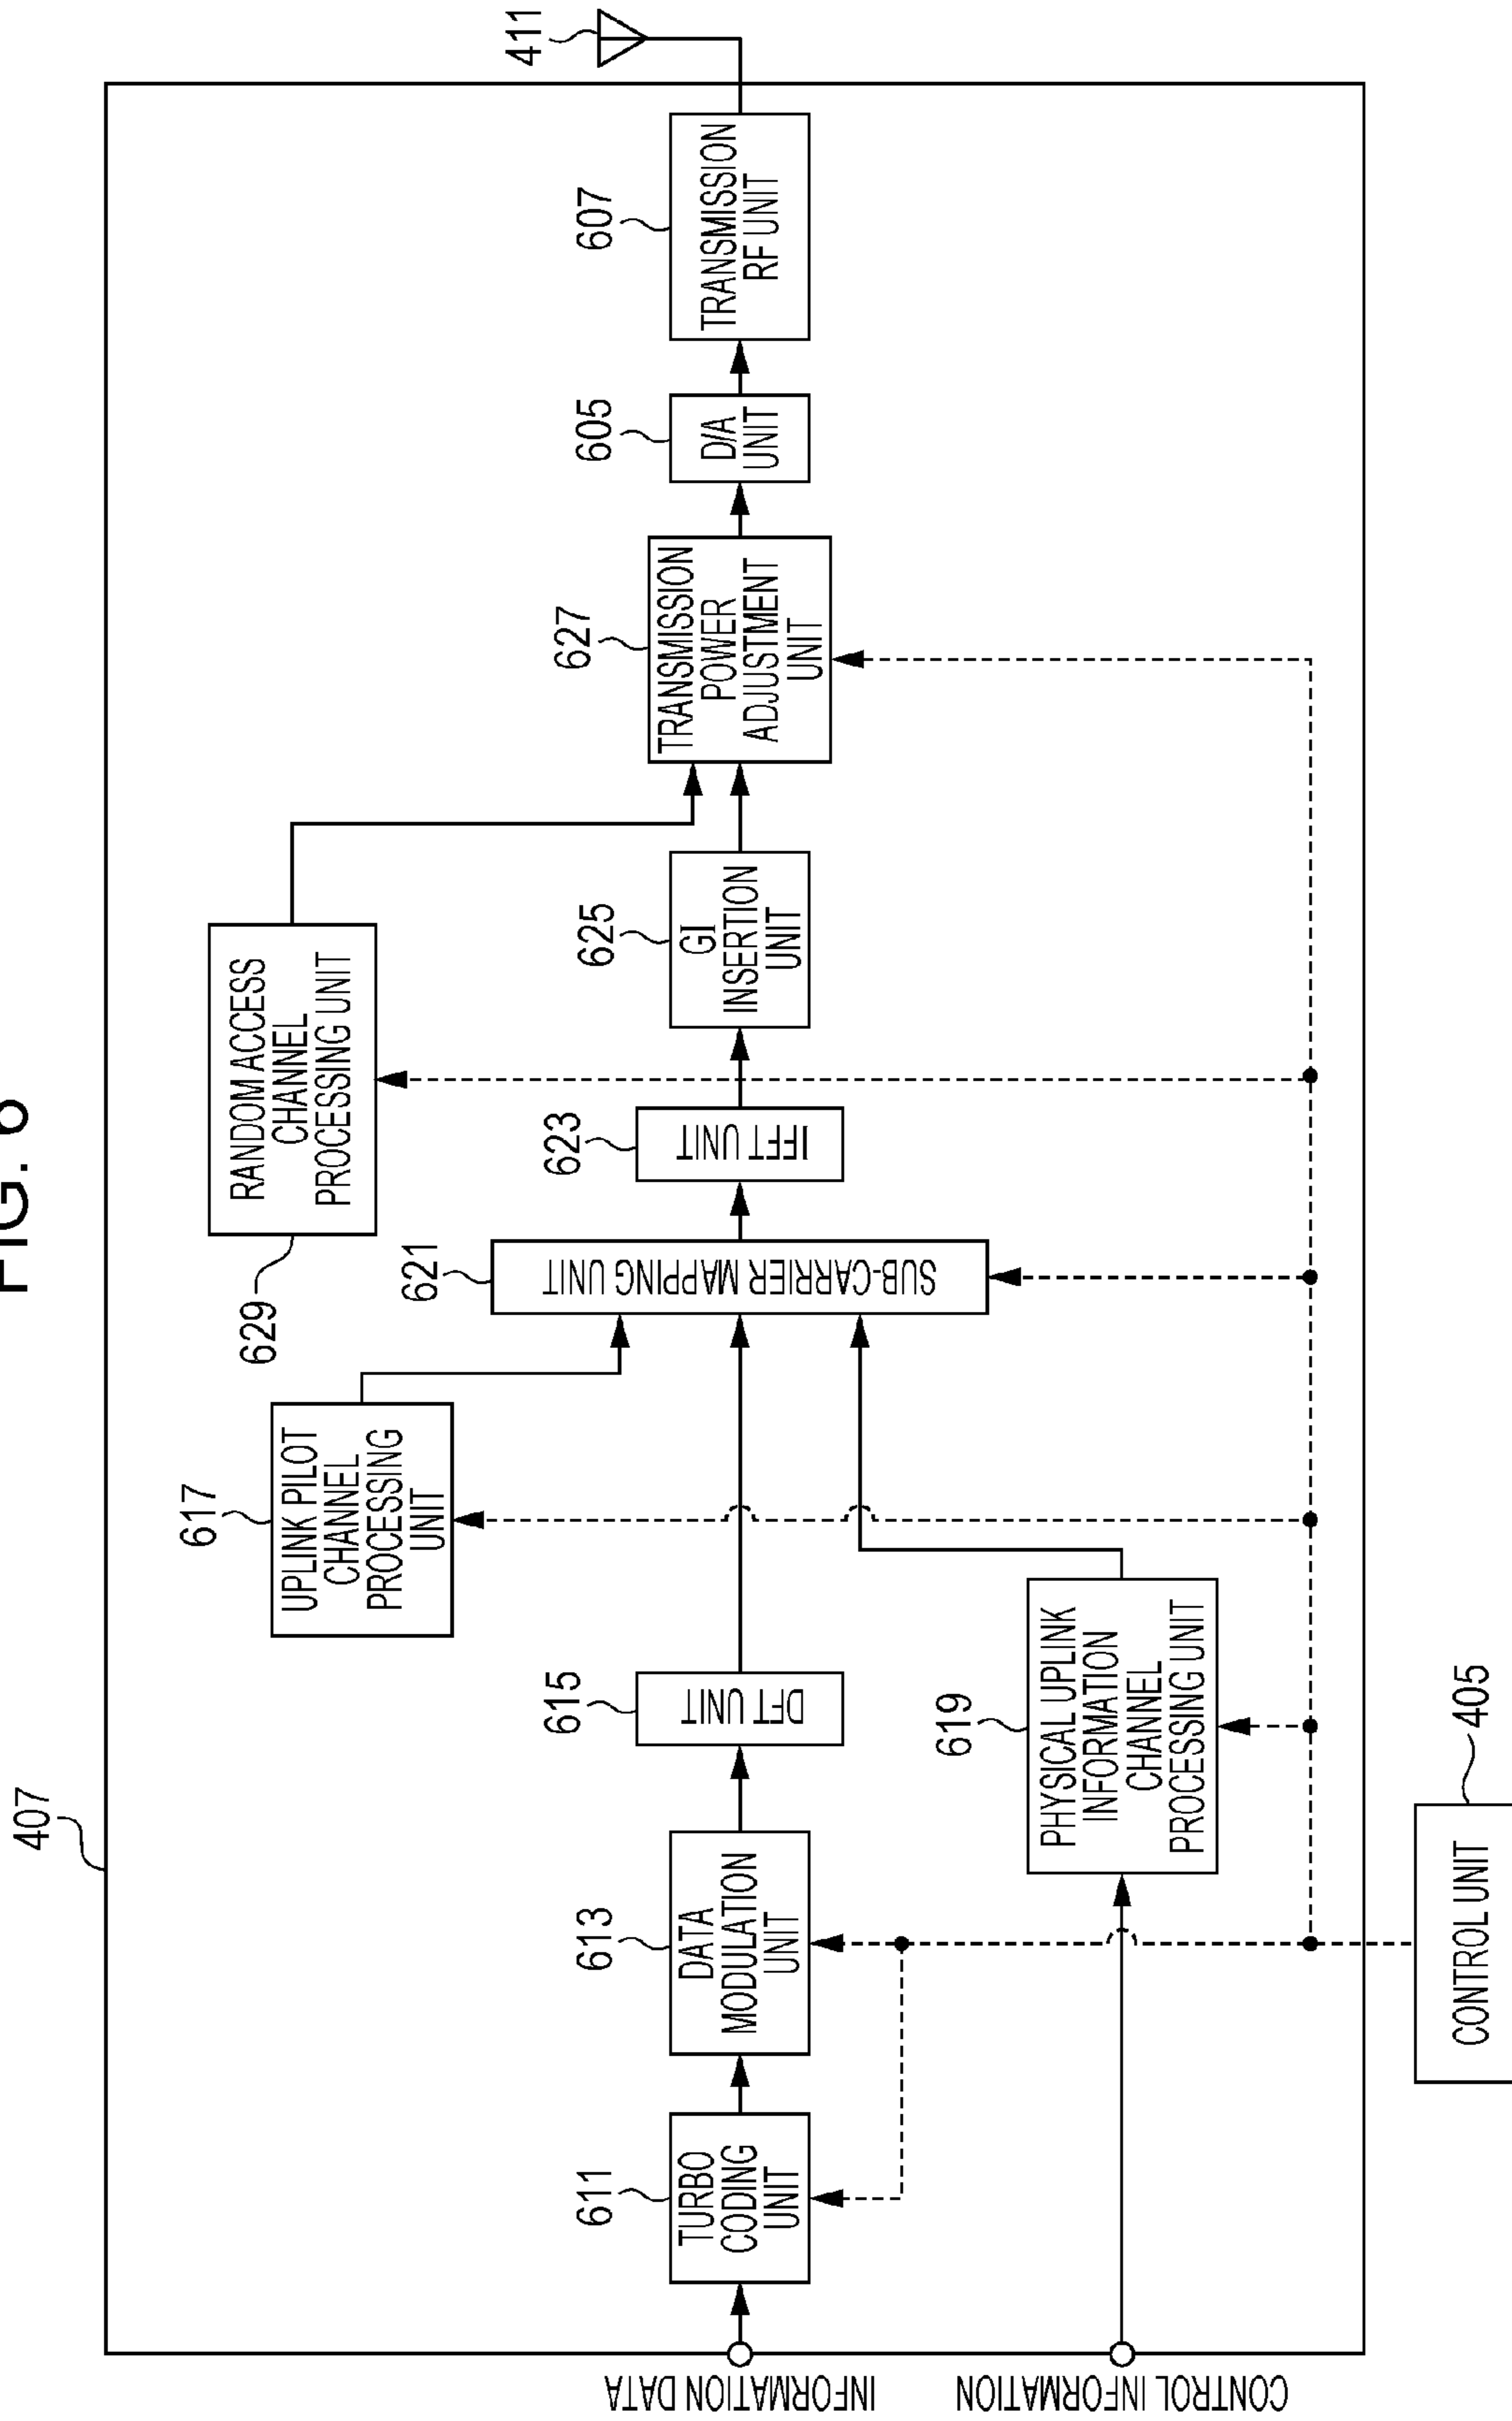 FIG. 6
407
411
629
RANDOM ACCESS
CHANNEL
PROCESSING UNIT
617
UPLINK PILOT
CHANNEL
PROCESSING
UNIT
INFORMATION DATA
611
TURBO
CODING
UNIT
613
DATA
MODULATION
UNIT
615
DFT UNIT
621
SUB-CARRIER MAPPING UNIT
623
IFFT UNIT
625
GI
INSERTION
UNIT
627
TRANSMISSION
POWER
ADJUSTMENT
UNIT
605
D/A
UNIT
607
TRANSMISSION
RF UNIT
CONTROL INFORMATION
619
PHYSICAL UPLINK
INFORMATION
CHANNEL
PROCESSING UNIT
405
CONTROL UNIT